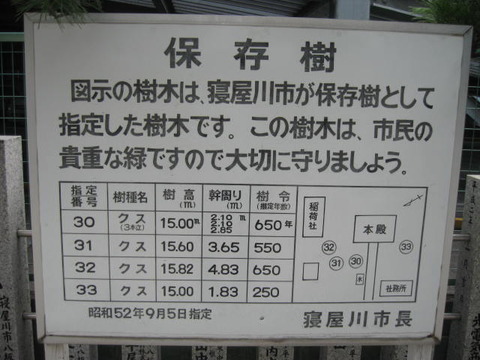 保存樹
図示の樹木は、寝屋川市が保存樹として
指定した樹木です。この樹木は、市民の
貴重な緑ですので大切に守りましょう。
指定番号 樹種名 樹高(m) 幹周り(m) 樹令(推定年数)
30 クス(3本立) 15.00m 2.10m 2.10 2.85 650年
31 クス 15.60 3.65 550
32 クス 15.82 4.83 650
33 クス 15.00 1.83 250
稲荷社
本殿
32
31
30
33
社務所
昭和52年9月5日指定
寝屋川市長
寝屋川市